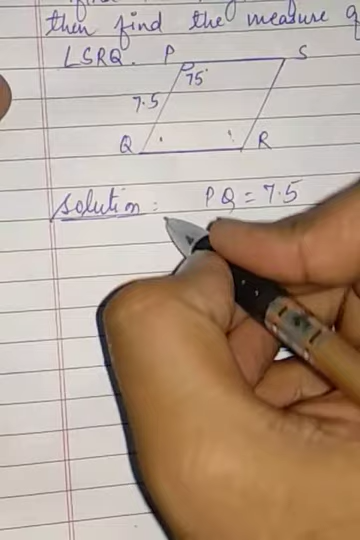 then find the measure of
∠SRQ. P S
75°
7.5
Q R
Solution: PQ = 7.5